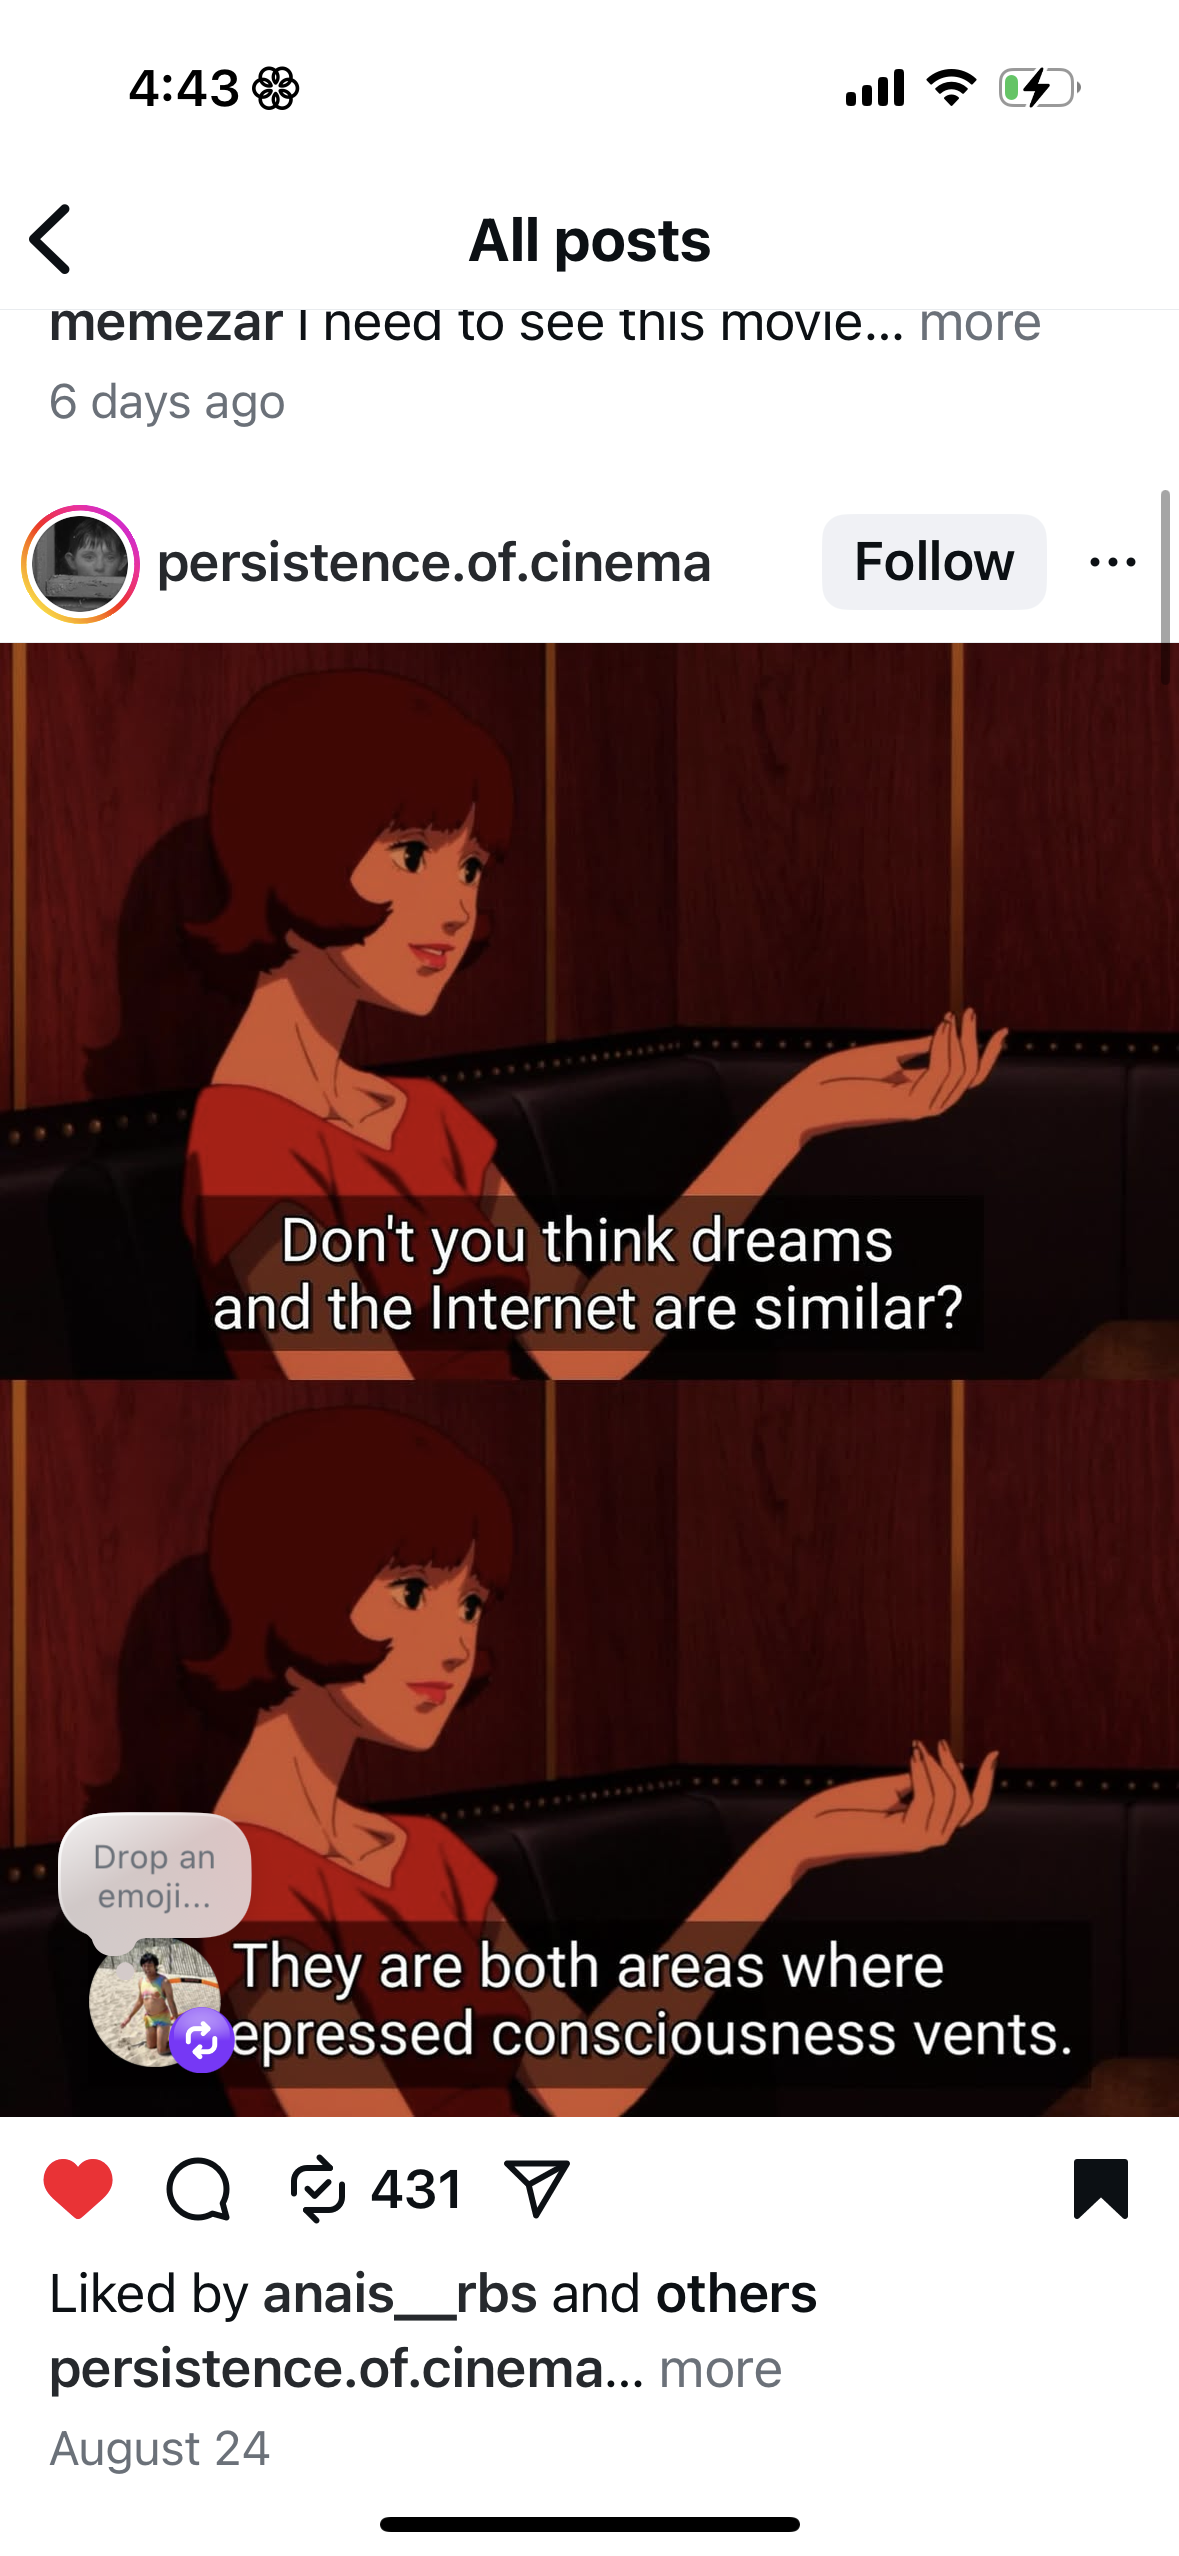 4:43
All posts
memezar I need to see this movie... more
6 days ago
persistence.of.cinema
Follow
Don't you think dreams
and the Internet are similar?
Drop an
emoji...
They are both areas where
epressed consciousness vents.
431
Liked by anais__rbs and others
persistence.of.cinema... more
August 24